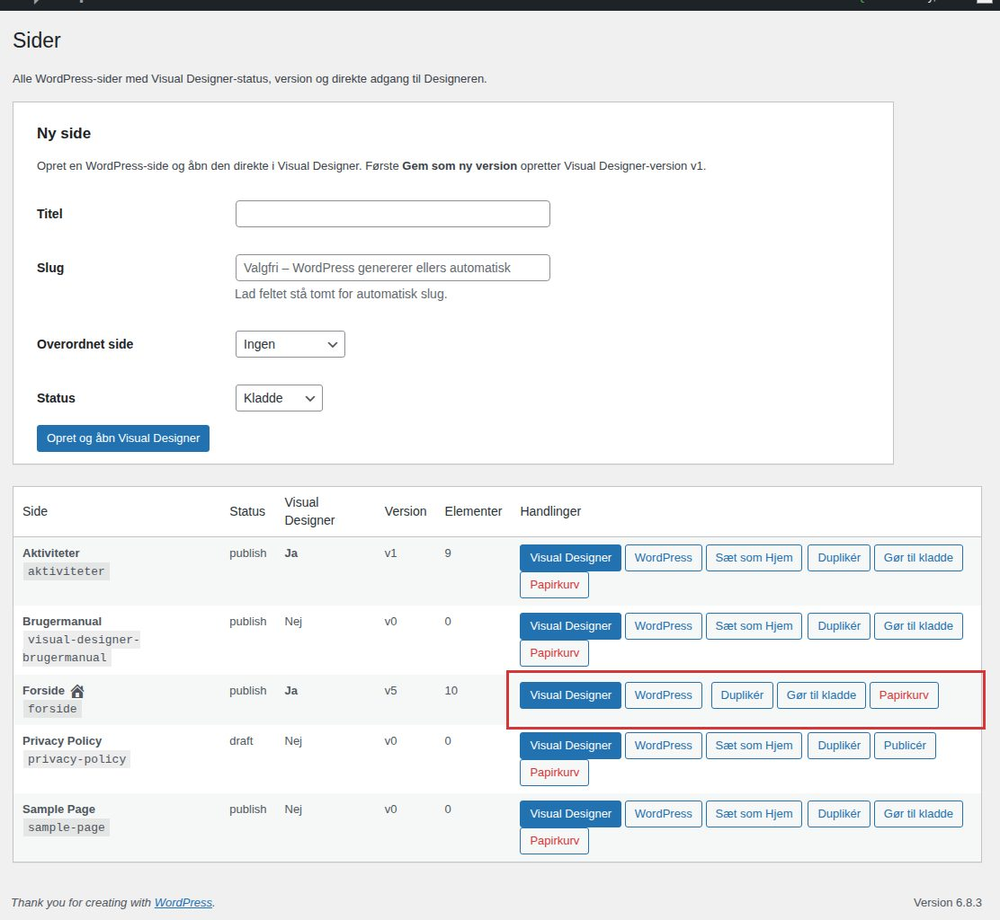 Sider
Alle WordPress-sider med Visual Designer-status, version og direkte adgang til Designeren.
Ny side
Opret en WordPress-side og åbn den direkte i Visual Designer. Første Gem som ny version opretter Visual Designer-version v1.
Titel
Slug Valgfri – WordPress genererer ellers automatisk
Lad feltet stå tomt for automatisk slug.
Overordnet side Ingen
Status Kladde
Opret og åbn Visual Designer
Side Status Visual Designer Version Elementer Handlinger
Aktiviteter publish Ja v1 9 Visual Designer WordPress Sæt som Hjem Duplikér Gør til kladde
aktiviteter Papirkurv
Brugermanual publish Nej v0 0 Visual Designer WordPress Sæt som Hjem Duplikér Gør til kladde
visual-designer- Papirkurv
brugermanual
Forside publish Ja v5 10 Visual Designer WordPress Duplikér Gør til kladde Papirkurv
forside
Privacy Policy draft Nej v0 0 Visual Designer WordPress Sæt som Hjem Duplikér Publicér
privacy-policy Papirkurv
Sample Page publish Nej v0 0 Visual Designer WordPress Sæt som Hjem Duplikér Gør til kladde
sample-page Papirkurv
Thank you for creating with WordPress. Version 6.8.3